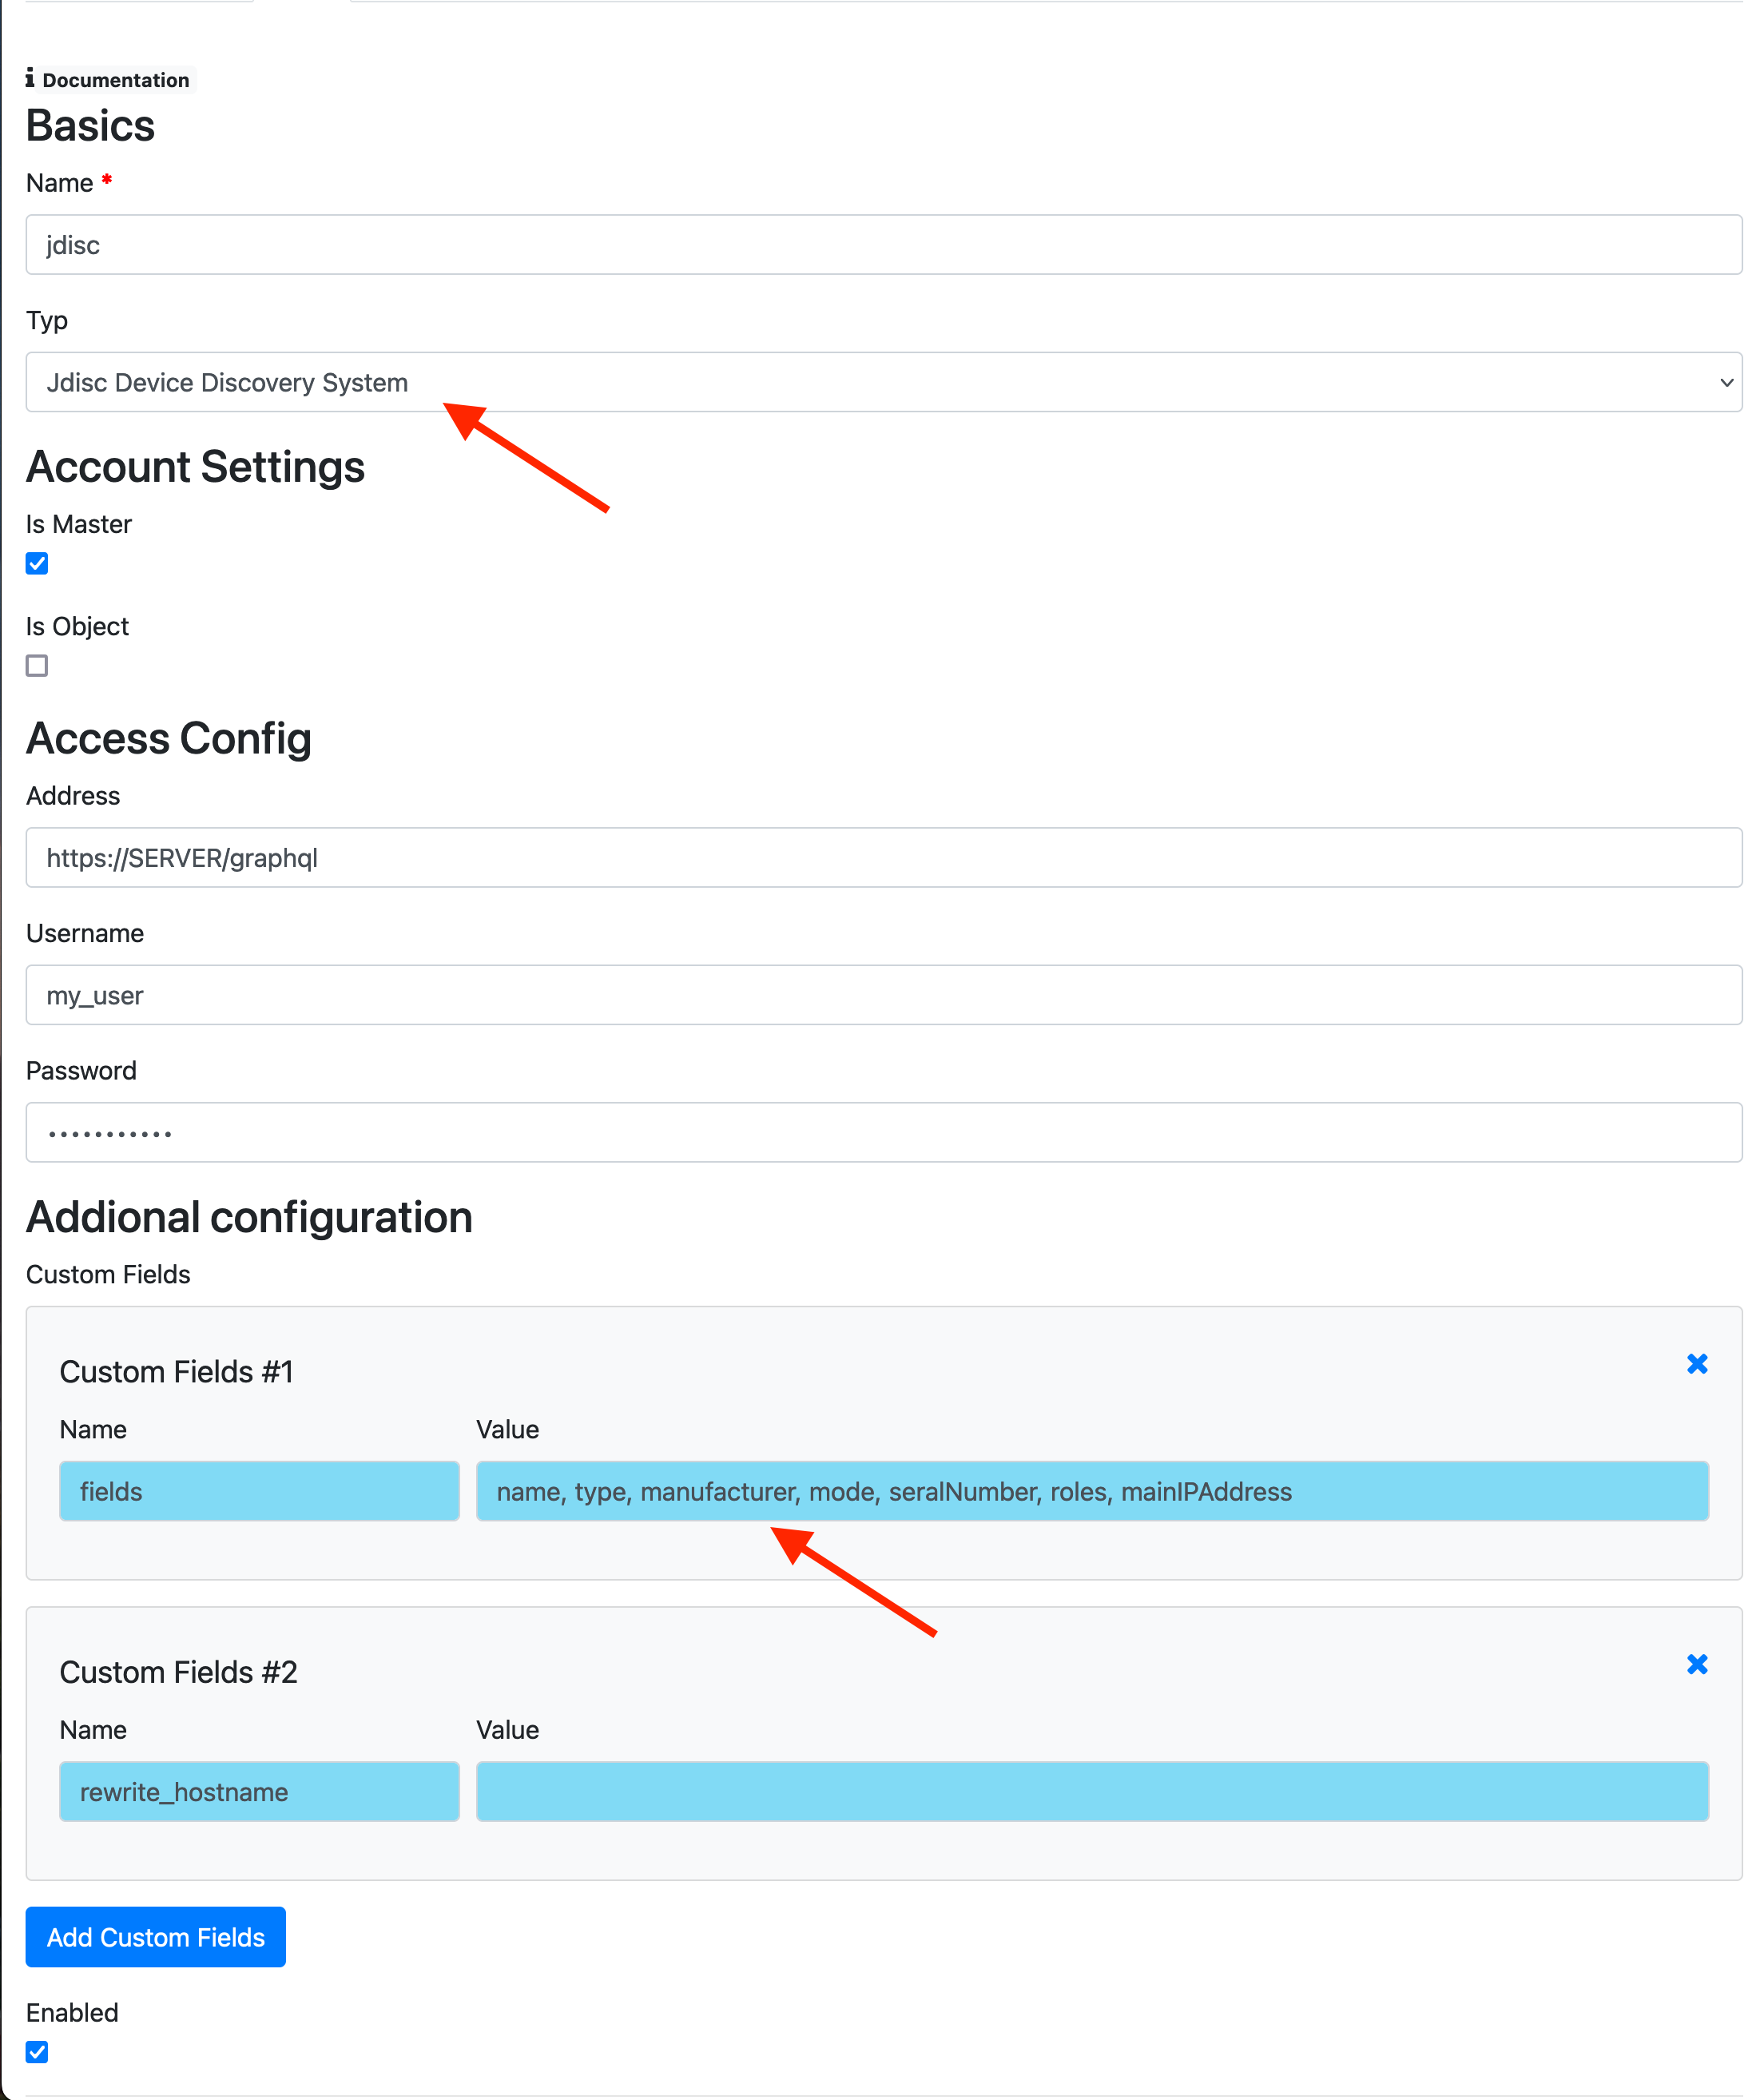 Documentation
Basics
Name *
jdisc
Typ
Jdisc Device Discovery System
Account Settings
Is Master
Is Object
Access Config
Address
https://SERVER/graphql
Username
my_user
Password
•••••••••••
Addional configuration
Custom Fields
Custom Fields #1
Name Value
fields name, type, manufacturer, mode, seralNumber, roles, mainIPAddress
Custom Fields #2
Name Value
rewrite_hostname
Add Custom Fields
Enabled